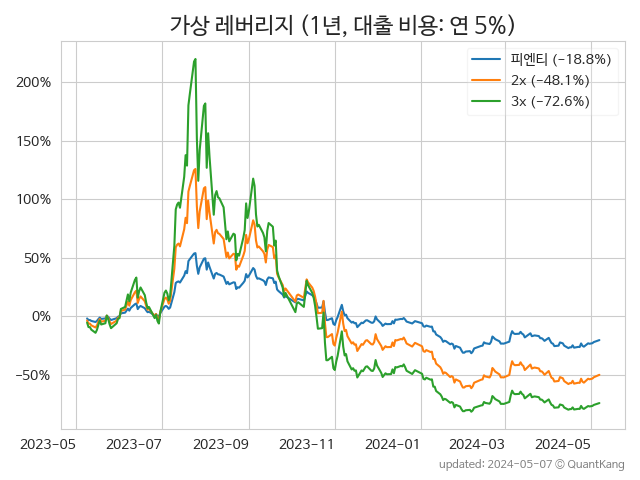 가상 레버리지 (1년, 대출 비용: 연 5%)
피엔티 (−18.8%)
2x (−48.1%)
3x (−72.6%)
200%
150%
100%
50%
0%
−50%
2023-05 2023-07 2023-09 2023-11 2024-01 2024-03 2024-05
updated: 2024-05-07 © QuantKang